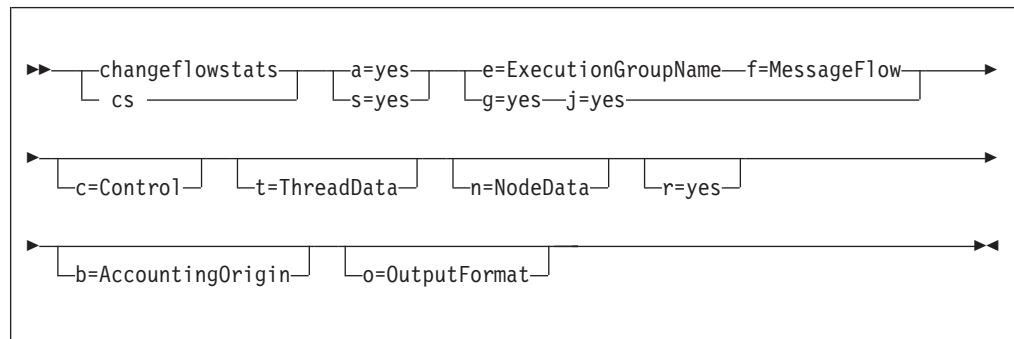 changeflowstats a=yes e=ExecutionGroupName f=MessageFlow
cs s=yes g=yes j=yes
c=Control t=ThreadData n=NodeData r=yes
b=AccountingOrigin o=OutputFormat